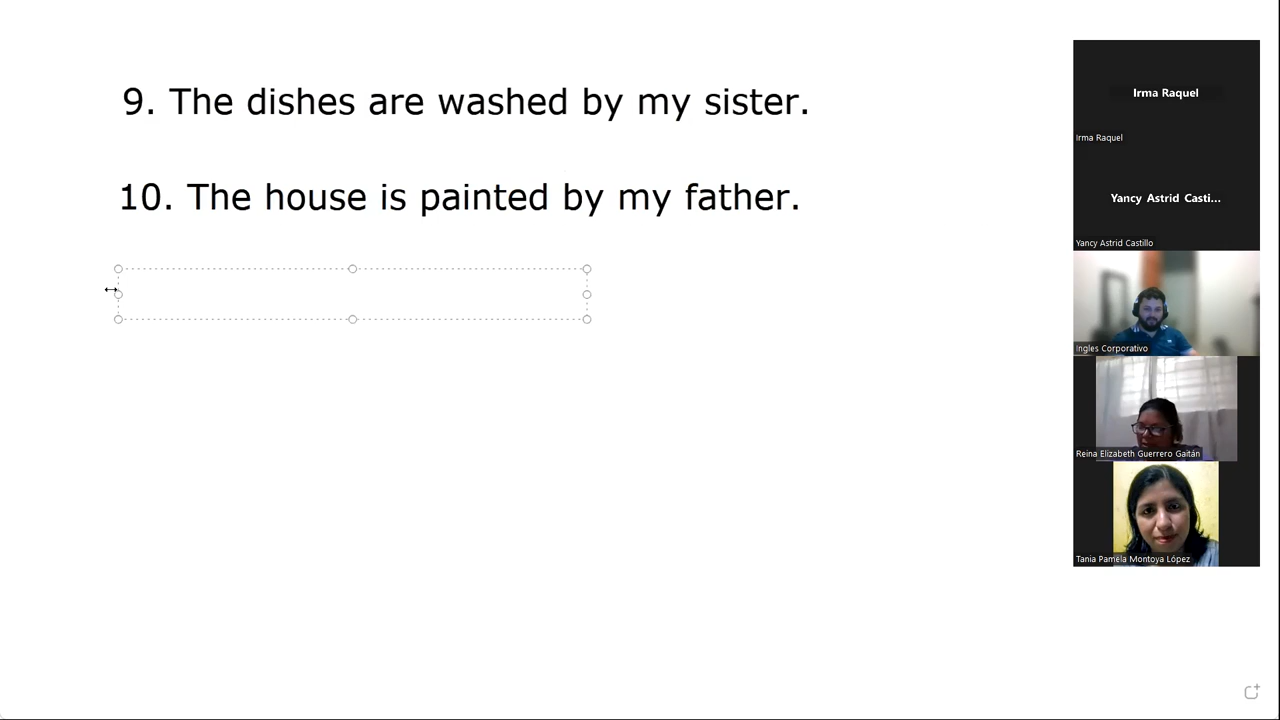 9. The dishes are washed by my sister.
10. The house is painted by my father.
Irma Raquel
Irma Raquel
Yancy Astrid Casti...
Yancy Astrid Castillo
Ingles Corporativo
Reina Elizabeth Guerrero Gaitán
Tania Pamela Montoya López